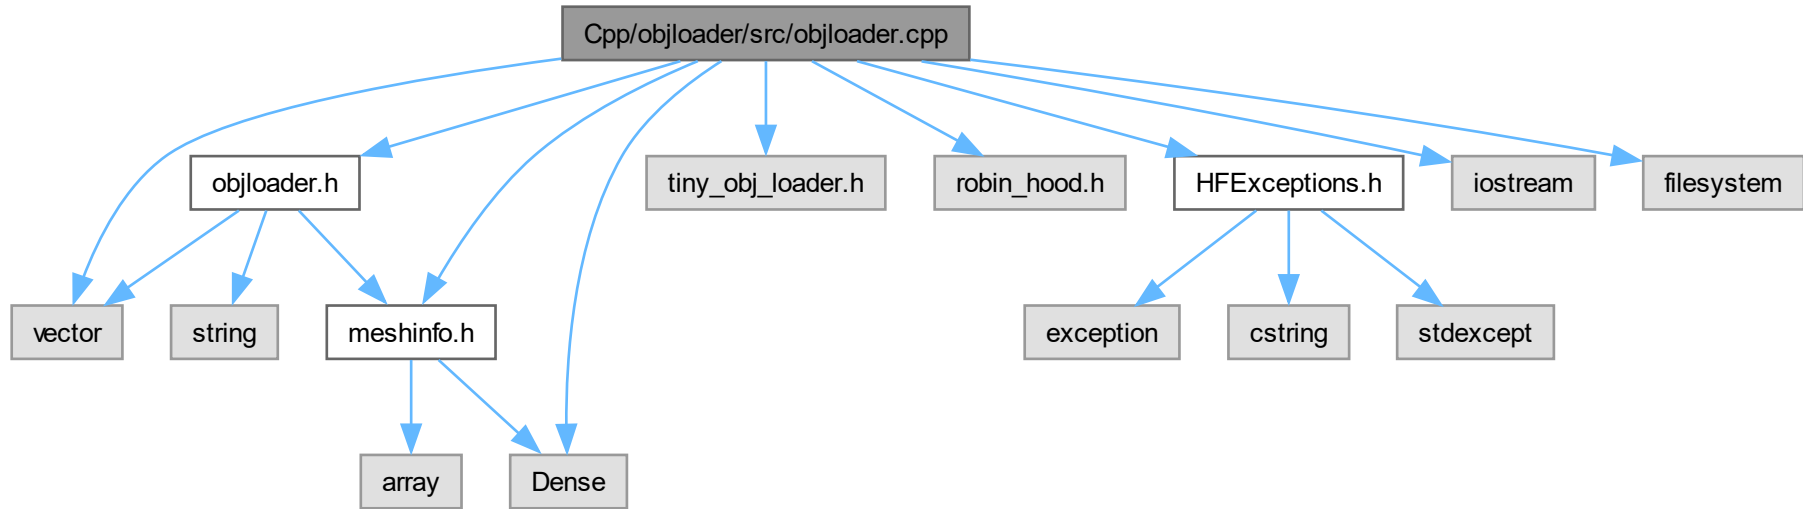 Cpp/objloader/src/objloader.cpp
objloader.h
tiny_obj_loader.h
robin_hood.h
HFExceptions.h
iostream
filesystem
vector
string
meshinfo.h
exception
cstring
stdexcept
array
Dense